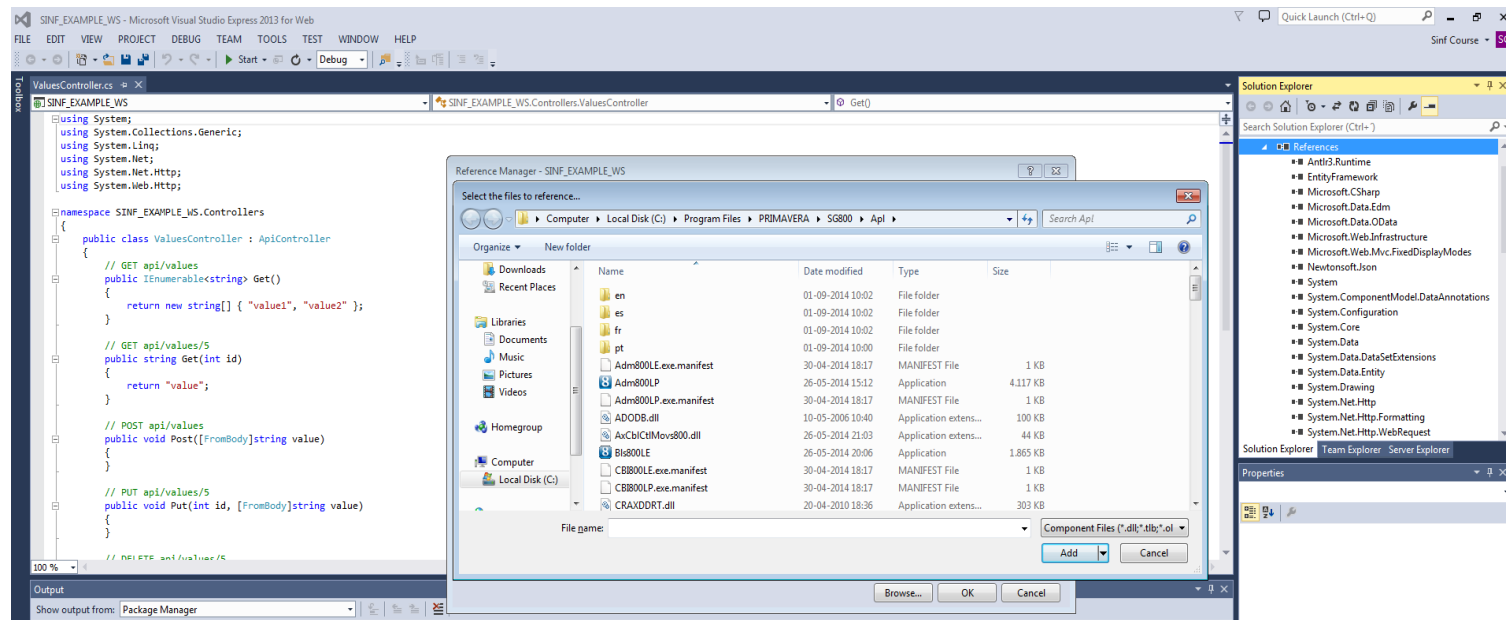 SINF_EXAMPLE_WS - Microsoft Visual Studio Express 2013 for Web
Quick Launch (Ctrl+Q)
FILE EDIT VIEW PROJECT DEBUG TEAM TOOLS TEST WINDOW HELP
Sinf Course
Start
Debug
Toolbox
ValuesController.cs
SINF_EXAMPLE_WS
SINF_EXAMPLE_WS.Controllers.ValuesController
Get()
using System;
using System.Collections.Generic;
using System.Linq;
using System.Net;
using System.Net.Http;
using System.Web.Http;
namespace SINF_EXAMPLE_WS.Controllers
{
public class ValuesController : ApiController
{
// GET api/values
public IEnumerable<string> Get()
{
return new string[] { "value1", "value2" };
}
// GET api/values/5
public string Get(int id)
{
return "value";
}
// POST api/values
public void Post([FromBody]string value)
{
}
// PUT api/values/5
public void Put(int id, [FromBody]string value)
{
}
// DELETE api/values/5
100 %
Output
Show output from: Package Manager
Reference Manager - SINF_EXAMPLE_WS
Select the files to reference...
Computer Local Disk (C:) Program Files PRIMAVERA SG800 Apl
Search Apl
Organize New folder
Downloads
Recent Places
Libraries
Documents
Music
Pictures
Videos
Homegroup
Computer
Local Disk (C:)
Name Date modified Type Size
en 01-09-2014 10:02 File folder
es 01-09-2014 10:02 File folder
fr 01-09-2014 10:02 File folder
pt 01-09-2014 10:00 File folder
Adm800LE.exe.manifest 30-04-2014 18:17 MANIFEST File 1 KB
Adm800LP 26-05-2014 15:12 Application 4.117 KB
Adm800LP.exe.manifest 30-04-2014 18:17 MANIFEST File 1 KB
ADODB.dll 10-05-2006 10:40 Application extens... 100 KB
AxCblCtlMovs800.dll 26-05-2014 21:03 Application extens... 44 KB
Bls800LE 26-05-2014 20:06 Application 1.865 KB
CBl800LE.exe.manifest 30-04-2014 18:17 MANIFEST File 1 KB
CBl800LP.exe.manifest 30-04-2014 18:17 MANIFEST File 1 KB
CRAXDDRT.dll 20-04-2010 18:36 Application extens... 303 KB
File name:
Component Files (*.dll;*.tlb;*.ol
Add Cancel
Browse... OK Cancel
Solution Explorer
Search Solution Explorer (Ctrl+')
References
Antlr3.Runtime
EntityFramework
Microsoft.CSharp
Microsoft.Data.Edm
Microsoft.Data.OData
Microsoft.Web.Infrastructure
Microsoft.Web.Mvc.FixedDisplayModes
Newtonsoft.Json
System
System.ComponentModel.DataAnnotations
System.Configuration
System.Core
System.Data
System.Data.DataSetExtensions
System.Data.Entity
System.Drawing
System.Net.Http
System.Net.Http.Formatting
System.Net.Http.WebRequest
Solution Explorer Team Explorer Server Explorer
Properties